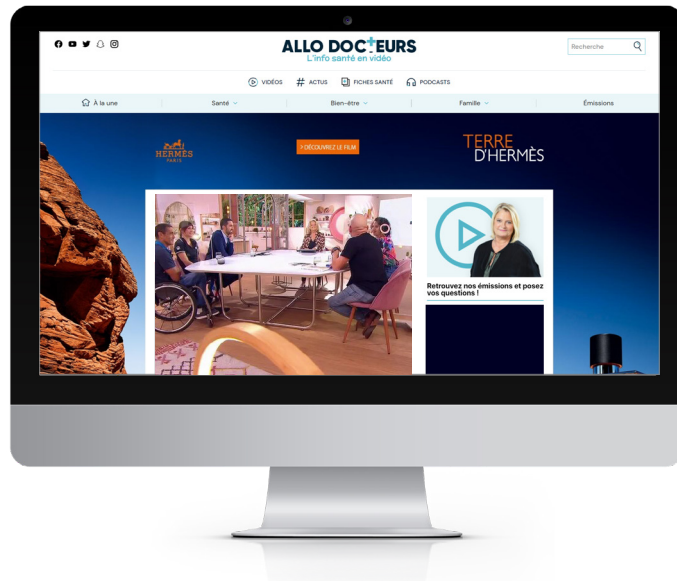 ALLO DOCTEURS
L'info santé en vidéo
Recherche
VIDÉOS
# ACTUS
FICHES SANTÉ
PODCASTS
À la une
Santé
Bien-être
Famille
Émissions
HERMÈS
PARIS
> DÉCOUVREZ LE FILM
TERRE
D'HERMÈS
Retrouvez nos émissions et posez
vos questions !